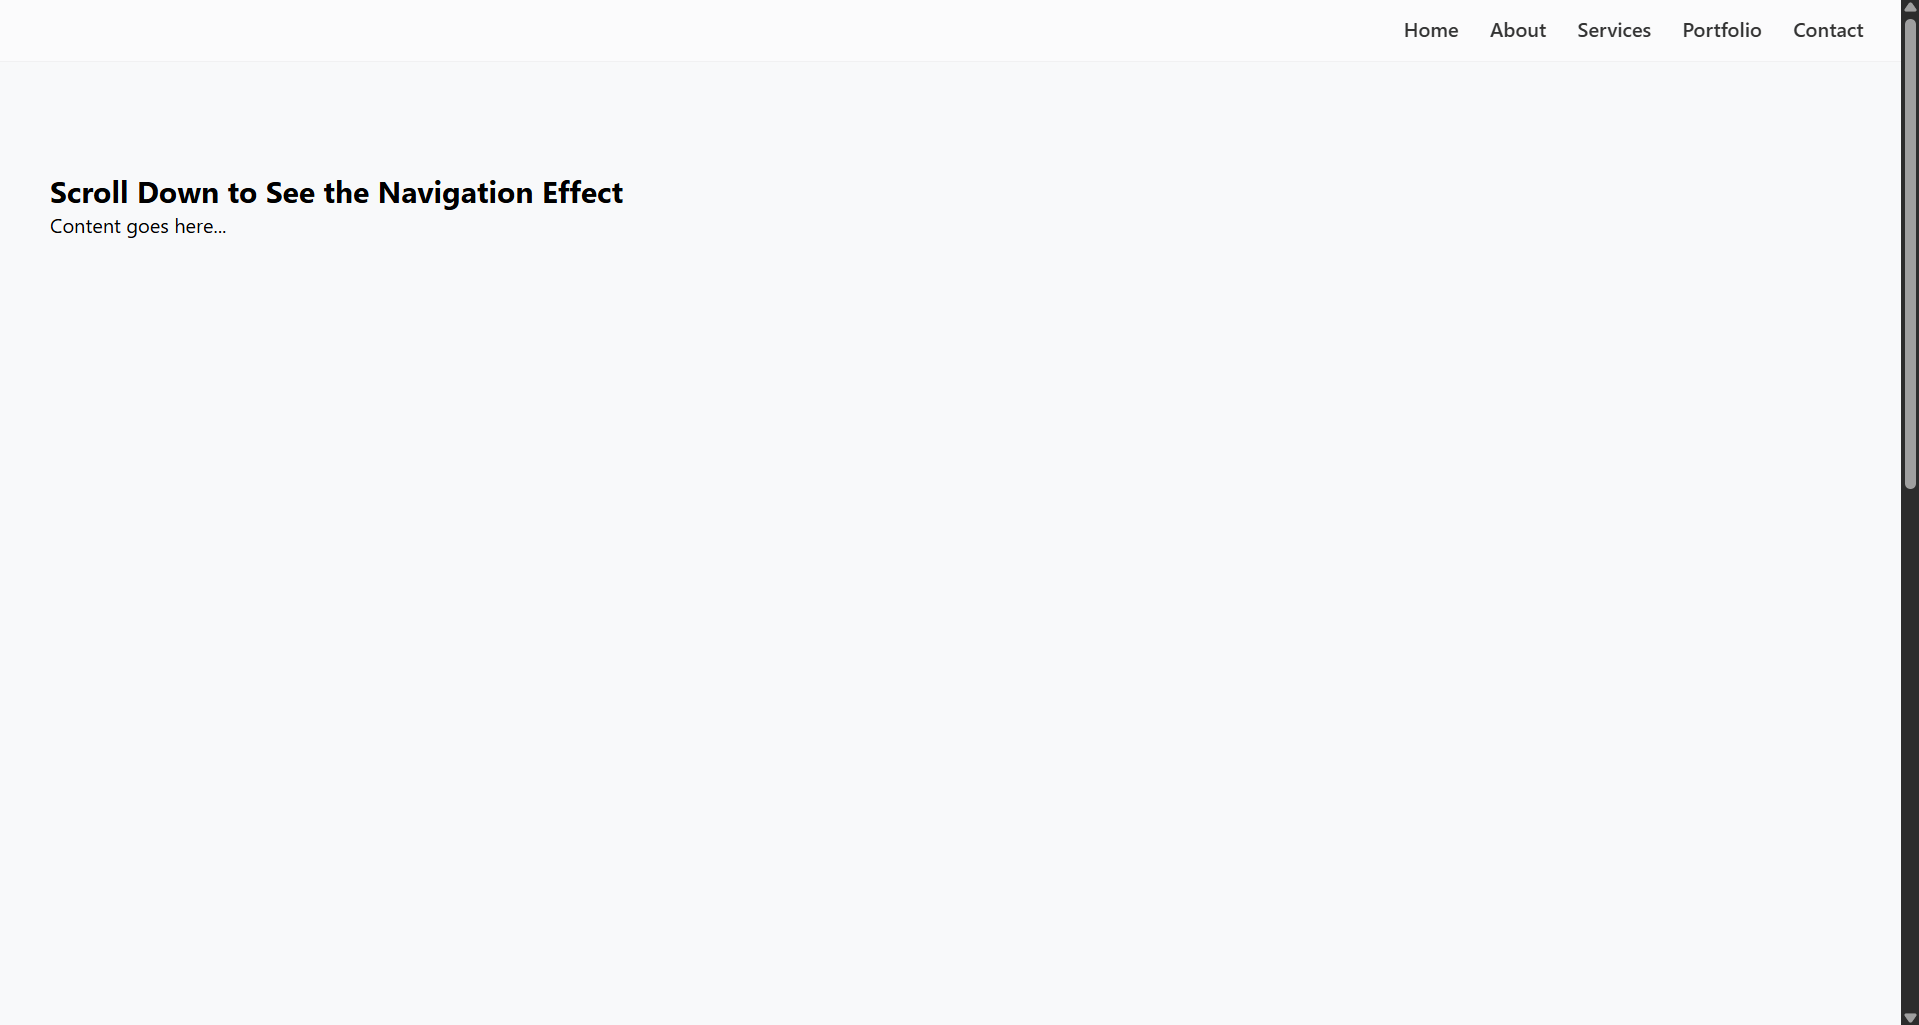 Home About Services Portfolio Contact
Scroll Down to See the Navigation Effect
Content goes here...